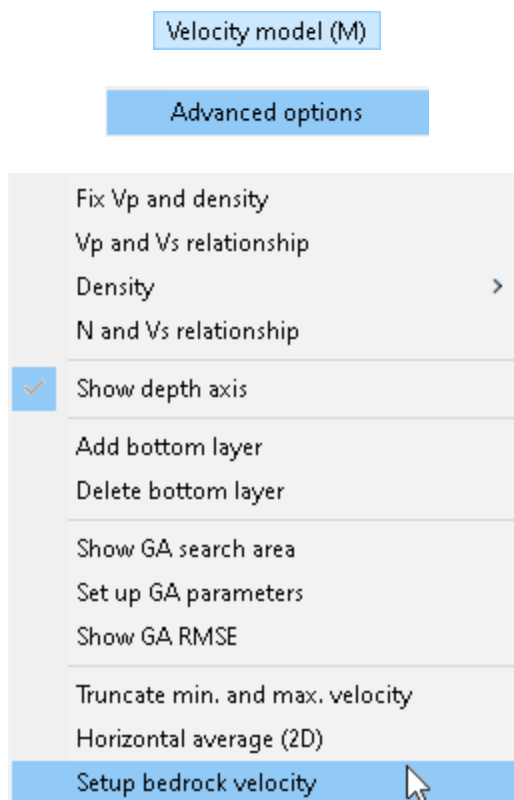 Velocity model (M)
Advanced options
Fix Vp and density
Vp and Vs relationship
Density
N and Vs relationship
Show depth axis
Add bottom layer
Delete bottom layer
Show GA search area
Set up GA parameters
Show GA RMSE
Truncate min. and max. velocity
Horizontal average (2D)
Setup bedrock velocity